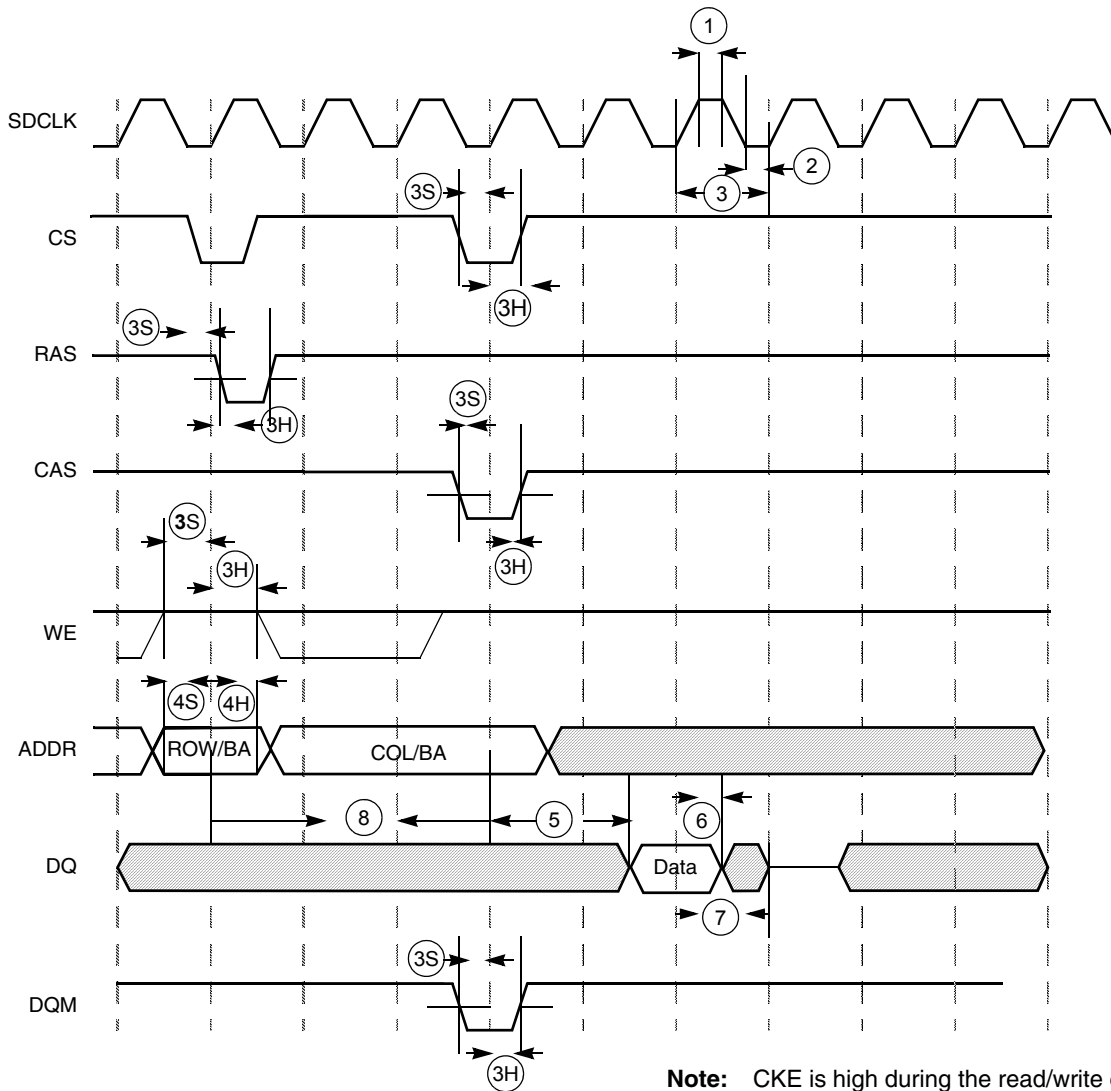 1
SDCLK
2
3S
3
CS
3H
3S
RAS
3H
3S
CAS
3S
3H
3H
WE
4S
4H
ADDR
ROW/BA
COL/BA
8
5
6
DQ
Data
7
3S
DQM
3H
Note: CKE is high during the read/write